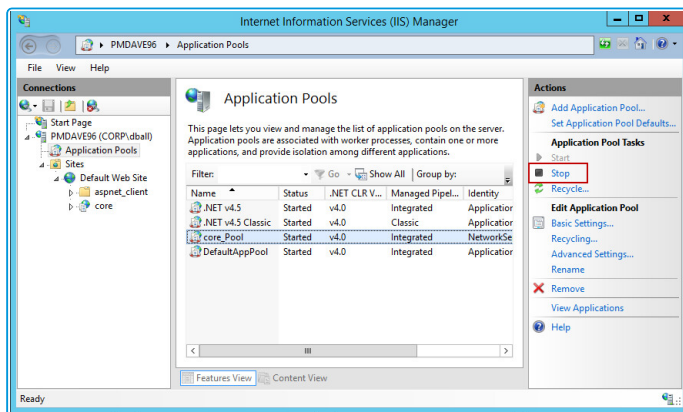 Internet Information Services (IIS) Manager
PMDAVE96 Application Pools
File View Help
Connections
Start Page
PMDAVE96 (CORP\dball)
Application Pools
Sites
Default Web Site
aspnet_client
core
Application Pools
This page lets you view and manage the list of application pools on the server.
Application pools are associated with worker processes, contain one or more
applications, and provide isolation among different applications.
Filter: Go Show All Group by:
Name Status .NET CLR V... Managed Pipel... Identity
.NET v4.5 Started v4.0 Integrated Application
.NET v4.5 Classic Started v4.0 Classic Application
core_Pool Started v4.0 Integrated NetworkSe
DefaultAppPool Started v4.0 Integrated Application
Features View Content View
Actions
Add Application Pool...
Set Application Pool Defaults...
Application Pool Tasks
Start
Stop
Recycle...
Edit Application Pool
Basic Settings...
Recycling...
Advanced Settings...
Rename
Remove
View Applications
Help
Ready